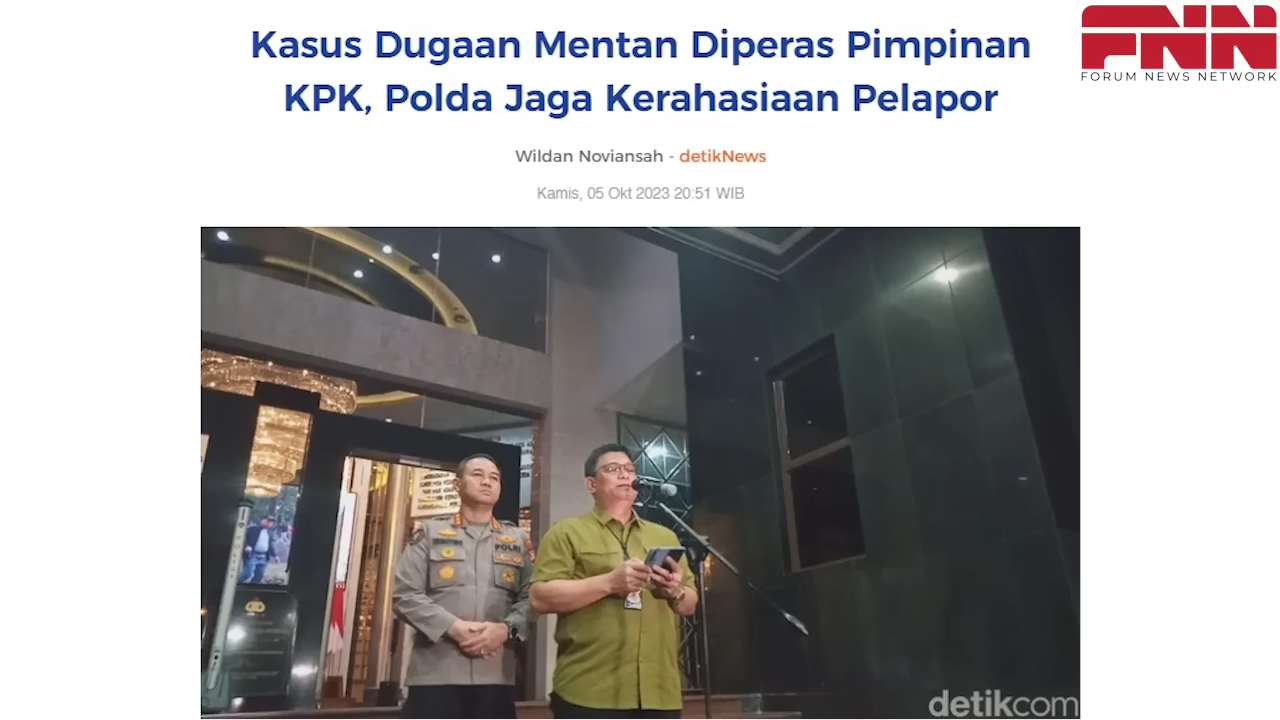 FNN
FORUM NEWS NETWORK
Kasus Dugaan Mentan Diperas Pimpinan
KPK, Polda Jaga Kerahasiaan Pelapor
Wildan Noviansah - detikNews
Kamis, 05 Okt 2023 20:51 WIB
POLRI
detikcom